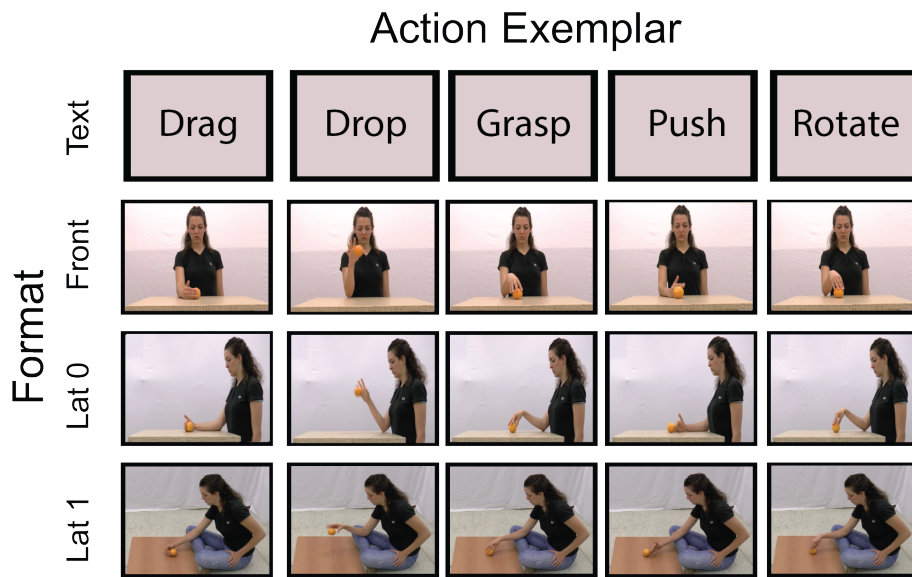 Action Exemplar
Format
Text
Drag
Drop
Grasp
Push
Rotate
Front
Lat 0
Lat 1